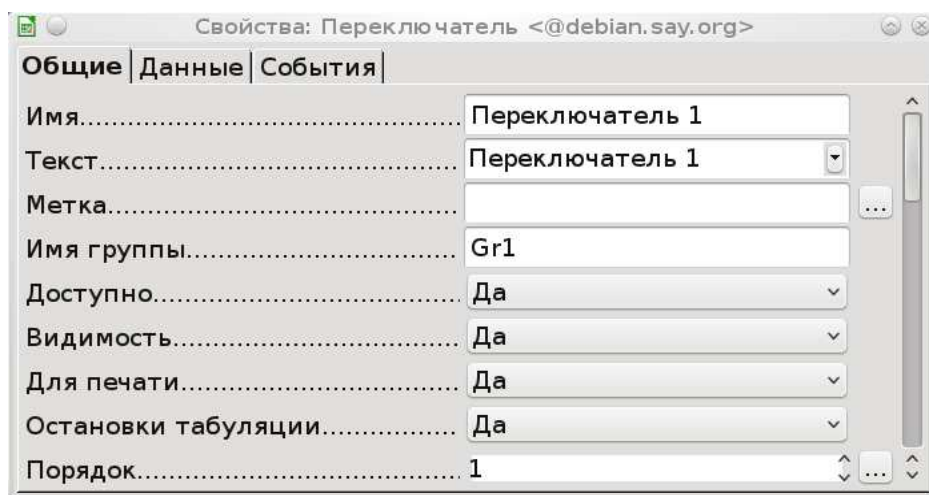 Свойства: Переключатель <@debian.say.org>
Общие Данные События
Имя............................................ Переключатель 1
Текст.......................................... Переключатель 1
Метка.......................................... ...
Имя группы................................ Gr1
Доступно.................................... Да
Видимость.................................. Да
Для печати................................. Да
Остановки табуляции................ Да
Порядок...................................... 1 ...